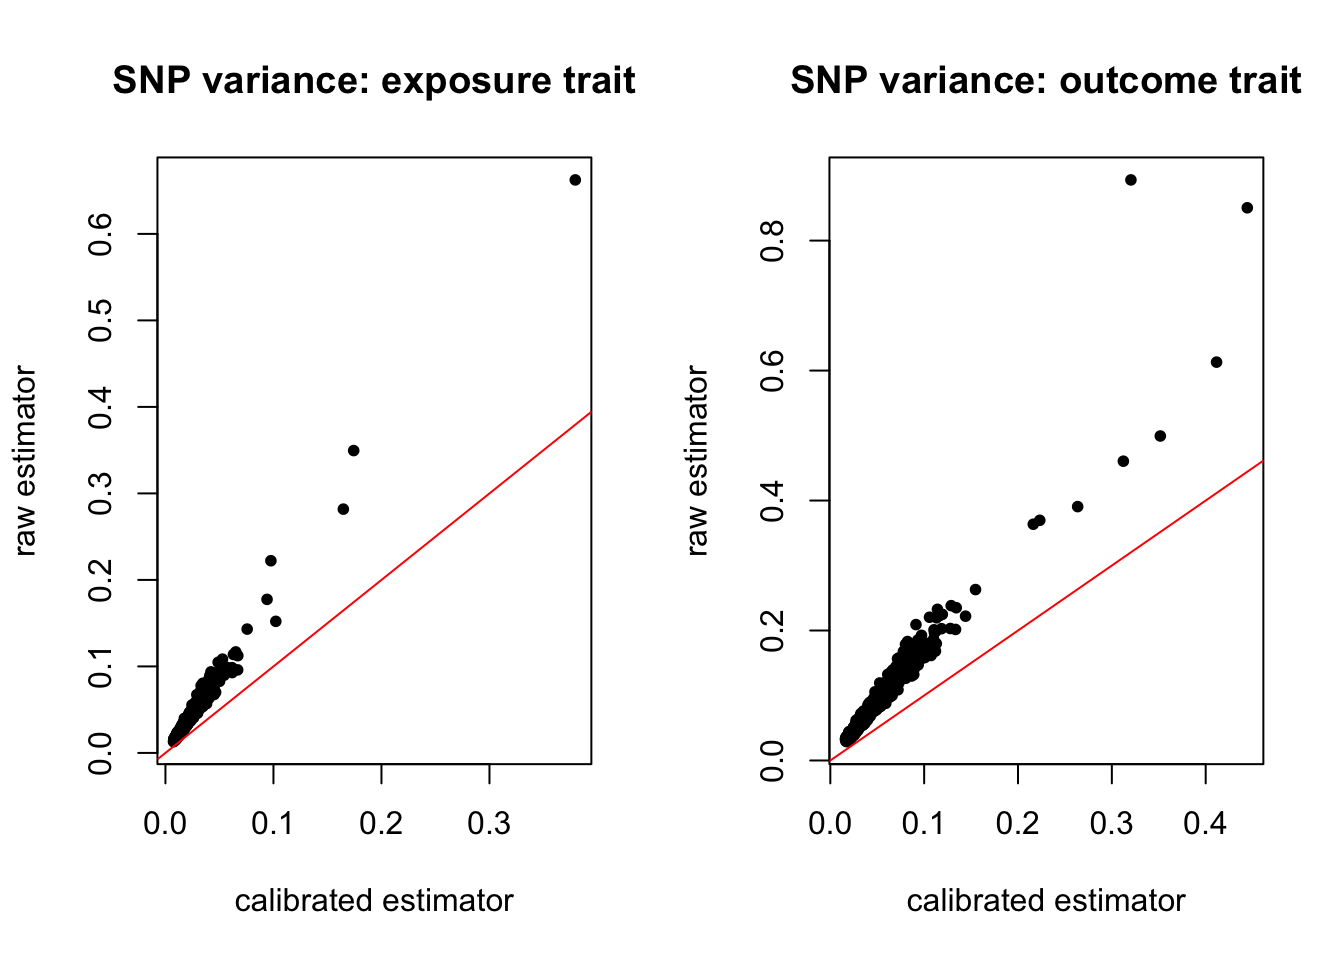 SNP variance: exposure trait
raw estimator
0.6
0.5
0.4
0.3
0.2
0.1
0.0
0.0 0.1 0.2 0.3
calibrated estimator
SNP variance: outcome trait
raw estimator
0.8
0.6
0.4
0.2
0.0
0.0 0.1 0.2 0.3 0.4
calibrated estimator